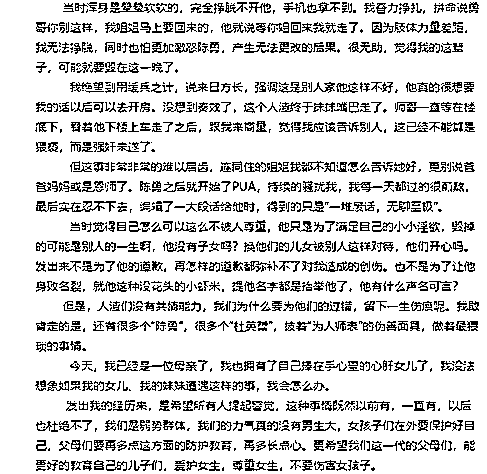 当时浑身是蛰蛰软软的，完全挣脱不开他，手机也拿不到。我奋力挣扎，拼命说勇
哥你别这样，我姐姐马上要回来的，他就说等你姐回来我就走了。因为肢体力量差距，
我无法挣脱，同时也怕更加激怒陈勇，产生无法更改的后果。很无助，觉得我的这辈
子，可能就要毁在这一晚了。
我绝望到用缓兵之计，说来日方长，强调这是别人家他这样不好，他真的很想要
我的话以后可以去开房。没想到奏效了，这个人渣终于抹抹嘴巴走了。师哥一直等在楼
底下，看着他下楼上车走了之后，跟我来商量，觉得我应该告诉别人，这已经不能算是
猥亵，而是强奸未遂了。
但这事非常非常的难以启齿，连同住的姐姐我都不知道怎么告诉她好，更别说爸
爸妈妈或是恩师了。陈勇之后就开始了PUA，持续的骚扰我，我每一天都过的很煎熬。
最后实在忍不下去，编辑了一大段话给他时，得到的只是“一堆废话，无聊至极”。
当时觉得自己怎么可以这么不被人尊重，他只是为了满足自己的小小淫欲，毁掉
的可能是别人的一生啊，他没有子女吗？换他们的儿女被别人这样对待，他们开心吗。
发出来不是为了他的道歉，再怎样的道歉都弥补不了对我造成的创伤。也不是为了让他
身败名裂，就他这种没花头的小虾米，提他名字都是抬举他了，他有什么声名可言？
但是，人渣们没有共情能力，我们为什么要为他们的过错，留下一生伤痕呢。我敢
肯定的是，还有很多个“陈勇”，很多个“杜英哲”，披着“为人师表”的伪善面具，做着最猥
琐的事情。
今天，我已经是一位母亲了，我也拥有了自己捧在手心里的心肝女儿了，我没法
想象如果我的女儿、我的妹妹遭遇这样的事，我会怎么办。
发出我的经历来，是希望所有人提起警觉，这种事情既然以前有，一直有，以后
也杜绝不了，我们是弱势群体，我们的力气真的没有男生大，女孩子们在外要保护好自
己，父母们要再多点这方面的防护教育，再多长点心。更希望我们这一代的父母们，能
更好的教育自己的儿子们，爱护女生，尊重女生，不要伤害女孩子。